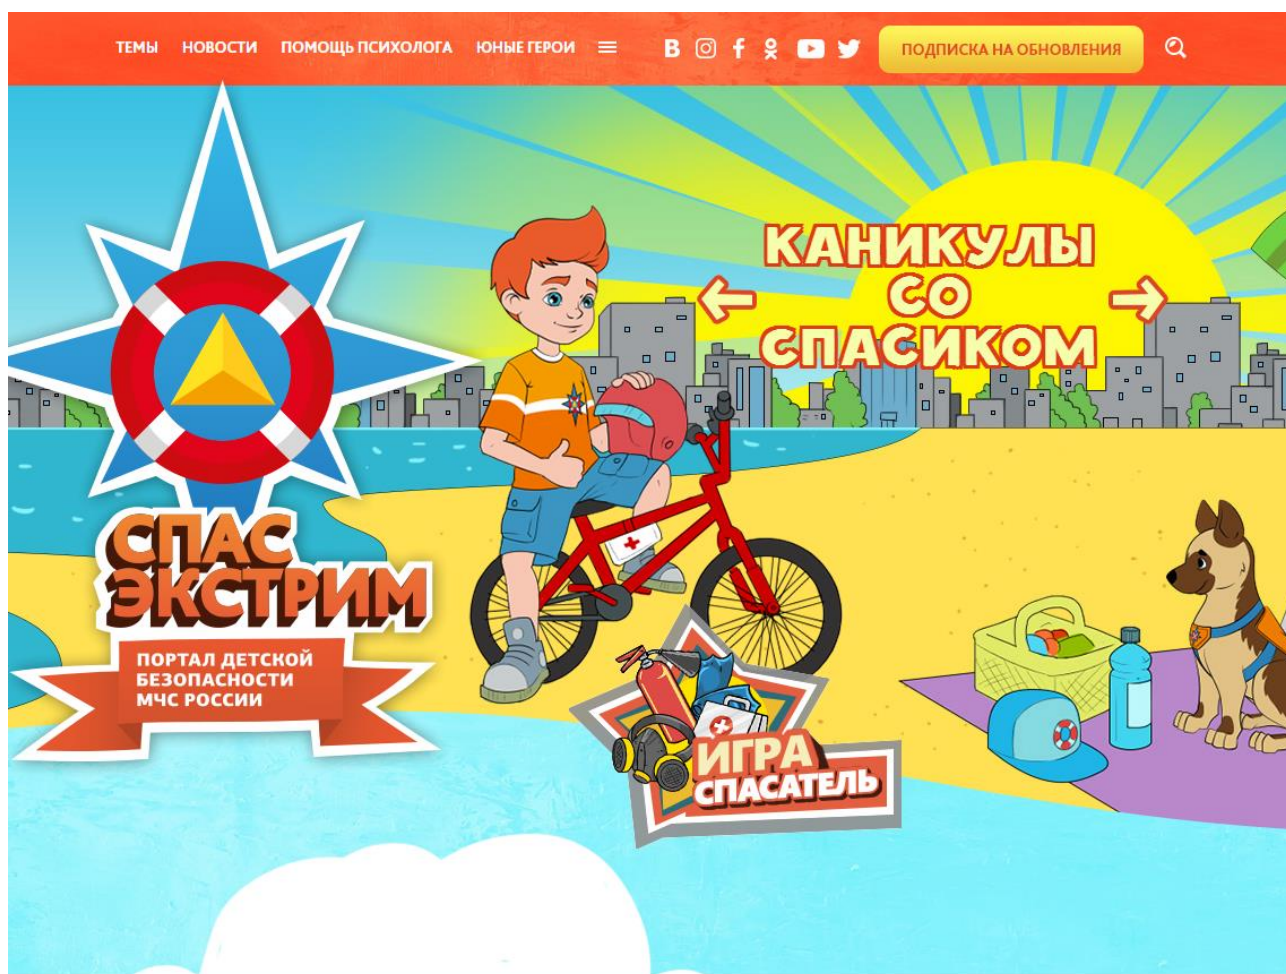 ТЕМЫ НОВОСТИ ПОМОЩЬ ПСИХОЛОГА ЮНЫЕ ГЕРОИ ПОДПИСКА НА ОБНОВЛЕНИЯ
КАНИКУЛЫ
СО
СПАСИКОМ
СПАС
ЭКСТРИМ
ПОРТАЛ ДЕТСКОЙ
БЕЗОПАСНОСТИ
МЧС РОССИИ
ИГРА
СПАСАТЕЛЬ